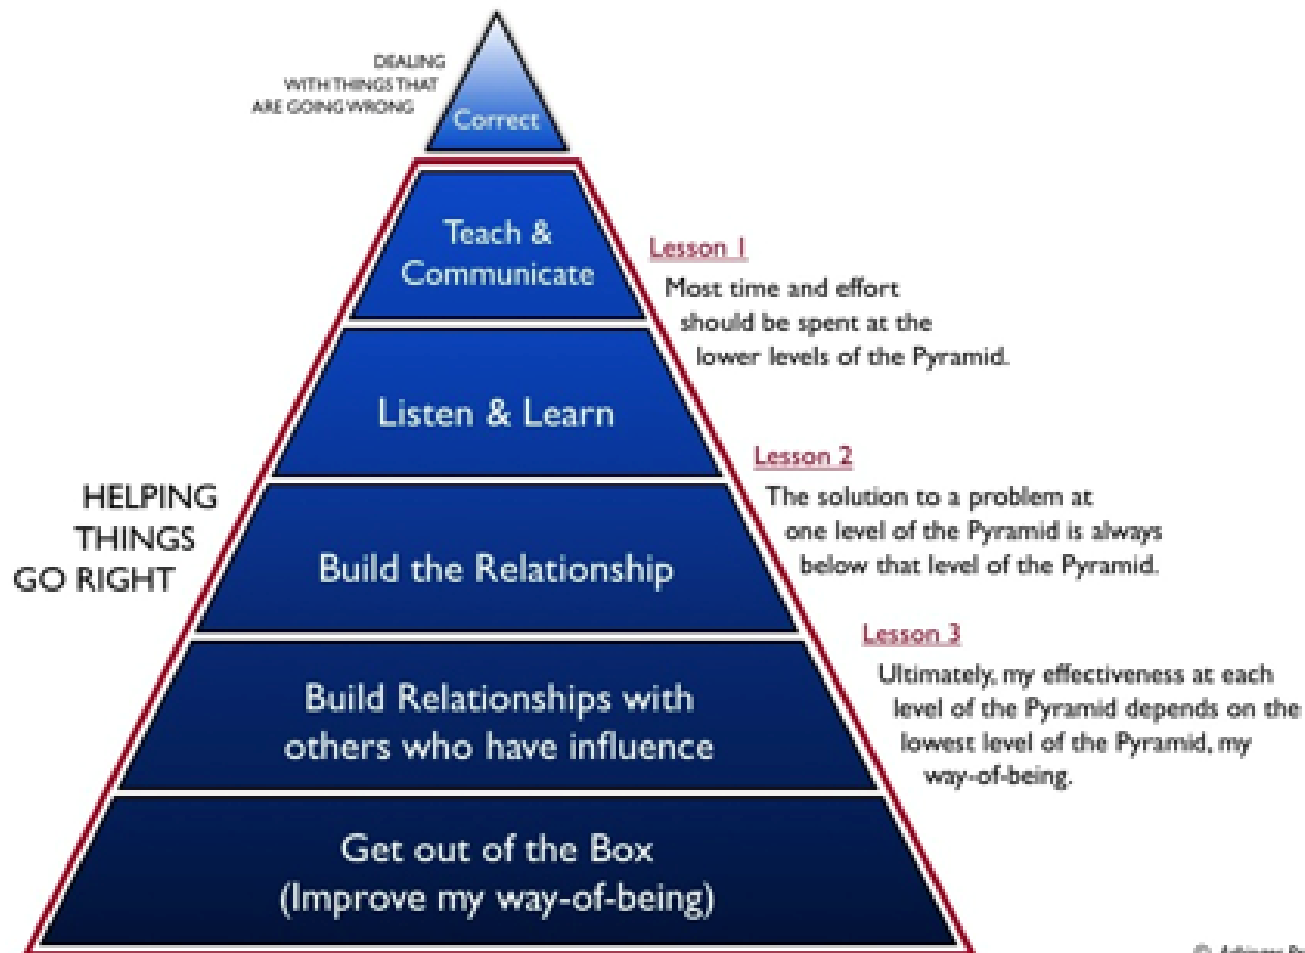 DEALING
WITH THINGS THAT
ARE GOING WRONG
Correct
Teach &
Communicate
Lesson 1
Most time and effort
should be spent at the
lower levels of the Pyramid.
Listen & Learn
Lesson 2
The solution to a problem at
one level of the Pyramid is always
below that level of the Pyramid.
HELPING
THINGS
GO RIGHT
Build the Relationship
Lesson 3
Ultimately, my effectiveness at each
level of the Pyramid depends on the
lowest level of the Pyramid, my
way-of-being.
Build Relationships with
others who have influence
Get out of the Box
(Improve my way-of-being)
©